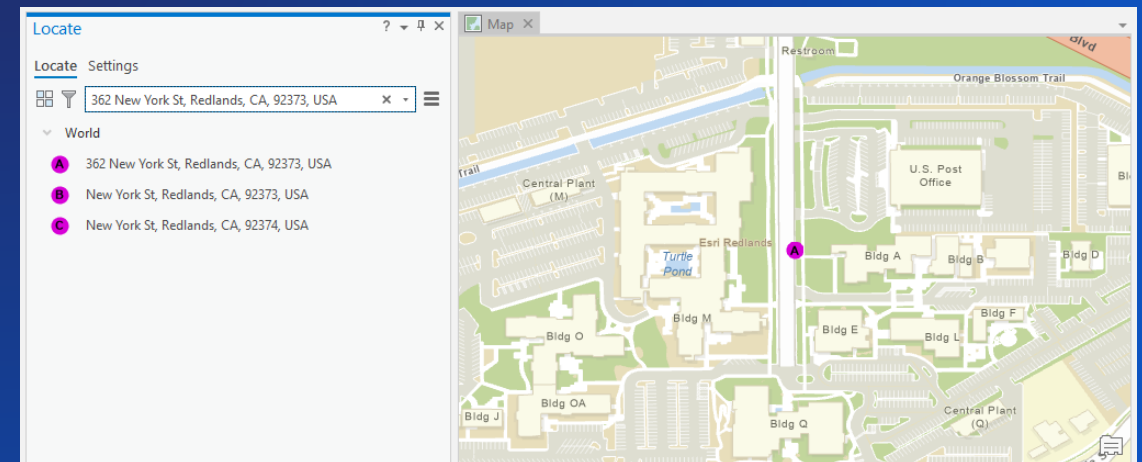 Locate
?
Locate Settings
362 New York St, Redlands, CA, 92373, USA
World
A 362 New York St, Redlands, CA, 92373, USA
B New York St, Redlands, CA, 92373, USA
C New York St, Redlands, CA, 92374, USA
Map
Blvd
Restroom
Orange Blossom Trail
Trail
Central Plant
(M)
U.S. Post
Office
Esri Redlands
A
Turtle
Pond
Bldg A
Bldg B
Bldg D
Bldg M
Bldg F
Bldg O
Bldg E
Bldg L
Bldg OA
Bldg J
Central Plant
(Q)
Bldg Q